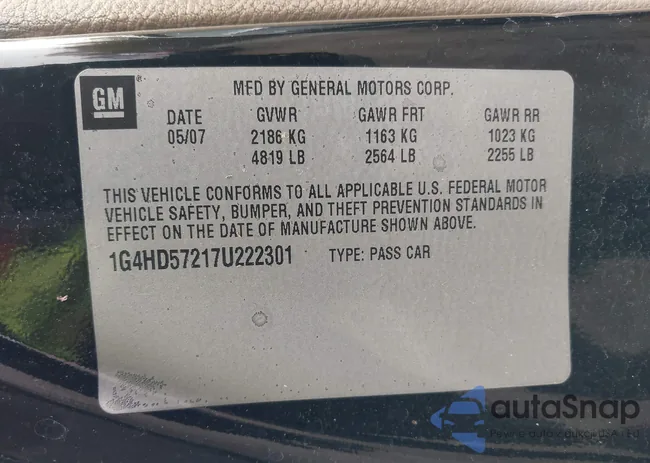 GM
MFD BY GENERAL MOTORS CORP.
DATE GVWR GAWR FRT GAWR RR
05/07 2186 KG 1163 KG 1023 KG
4819 LB 2564 LB 2255 LB
THIS VEHICLE CONFORMS TO ALL APPLICABLE U.S. FEDERAL MOTOR
VEHICLE SAFETY, BUMPER, AND THEFT PREVENTION STANDARDS IN
EFFECT ON THE DATE OF MANUFACTURE SHOWN ABOVE.
1G4HD57217U222301 TYPE: PASS CAR
autoSnap